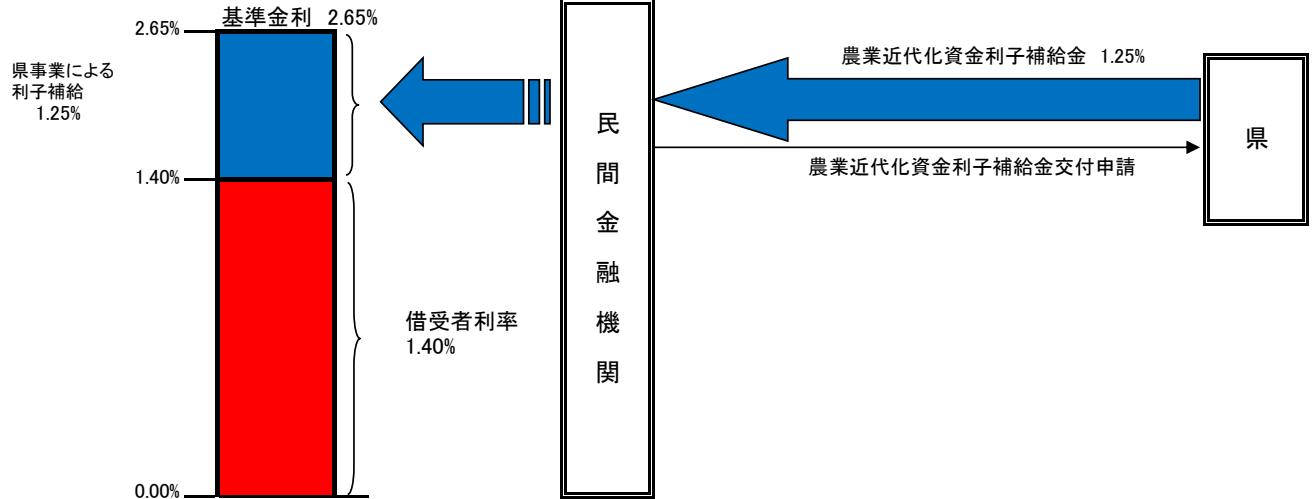 基準金利 2.65%
2.65%
県事業による
利子補給
1.25%
1.40%
0.00%
借受者利率
1.40%
民間金融機関
農業近代化資金利子補給金 1.25%
農業近代化資金利子補給金交付申請
県